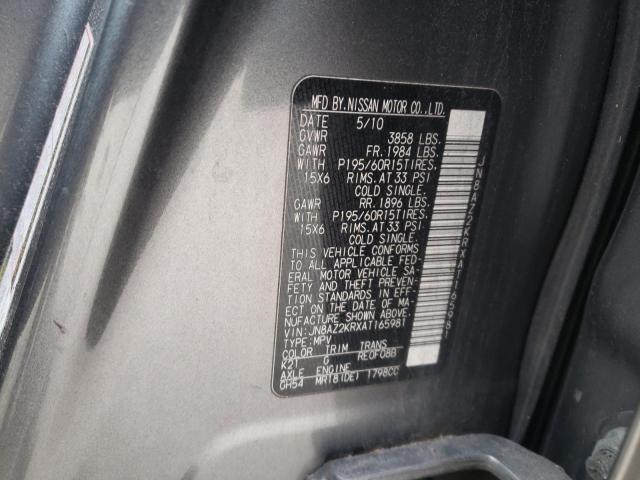 MFD BY.NISSAN MOTOR CO.,LTD.
DATE 5/10
GVWR 3858 LBS.
GAWR FR.1984 LBS.
WITH P195/60R15TIRES.
15X6 RIMS.AT 33 PSI
COLD SINGLE.
GAWR RR.1896 LBS.
WITH P195/60R15TIRES.
15X6 RIMS.AT 33 PSI
COLD SINGLE.
THIS VEHICLE CONFORMS
TO ALL APPLICABLE FED-
ERAL MOTOR VEHICLE SA-
FETY AND THEFT PREVEN-
TION STANDARDS IN EFF-
ECT ON THE DATE OF MA-
NUFACTURE SHOWN ABOVE.
VIN:JN8AZ2KRXAT165981
TYPE:MPV
COLOR TRIM TRANS
K21 G RE0F08B
AXLE ENGINE
GH54 MR18(DE) 1798CC
JN8AZ2KRXAT165981